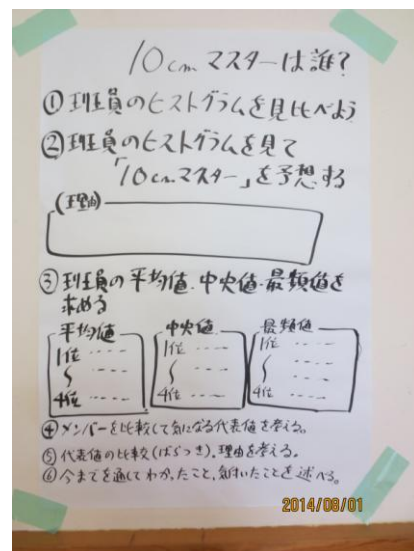 10cmマスターは誰？
①班員のヒストグラムを見比べよう
②班員のヒストグラムを見て
「10cmマスター」を予想する
(理由)
③班員の平均値、中央値・最頻値を
求める
平均値 中央値 最頻値
1位 ---- 1位 ---- 1位 ----
〜 ---- 〜 ---- 〜 ----
4位 ---- 4位 ---- 4位 ----
④メンバーを比較して気になる代表値を考える。
⑤代表値の比較(ばらつき)、理由を考える。
⑥今までを通してわかったこと、気付いたことを述べる。
2014/08/01